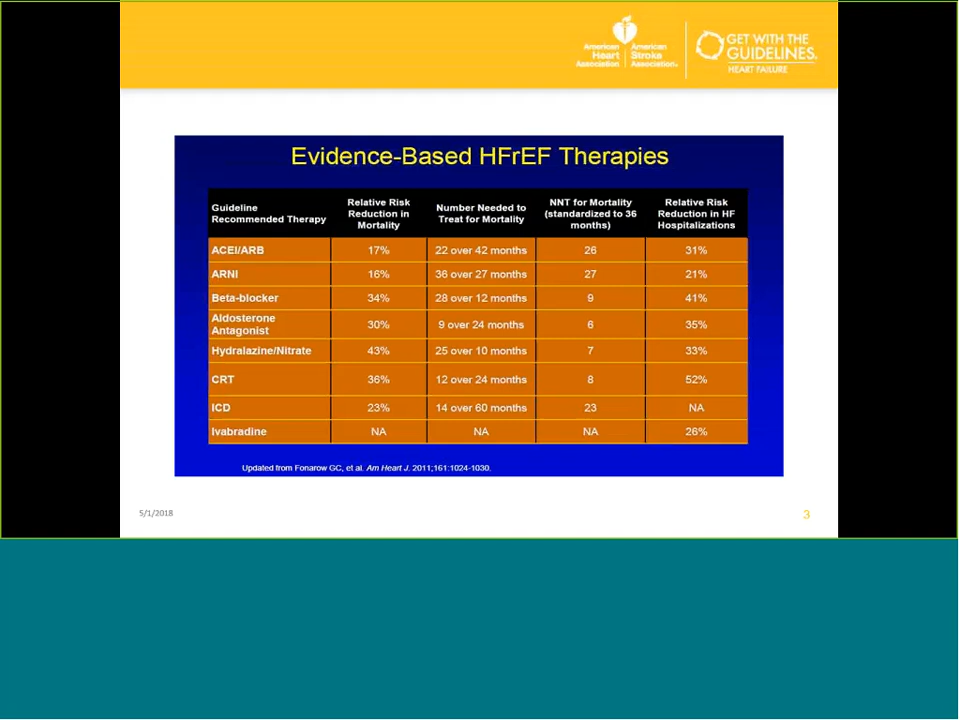 American Heart Association
American Stroke Association®
GET WITH THE GUIDELINES®
HEART FAILURE
Evidence-Based HFrEF Therapies
Guideline Recommended Therapy
Relative Risk Reduction in Mortality
Number Needed to Treat for Mortality
NNT for Mortality (standardized to 36 months)
Relative Risk Reduction in HF Hospitalizations
ACEI/ARB 17% 22 over 42 months 26 31%
ARNI 16% 36 over 27 months 27 21%
Beta-blocker 34% 28 over 12 months 9 41%
Aldosterone Antagonist 30% 9 over 24 months 6 35%
Hydralazine/Nitrate 43% 25 over 10 months 7 33%
CRT 36% 12 over 24 months 8 52%
ICD 23% 14 over 60 months 23 NA
Ivabradine NA NA NA 26%
Updated from Fonarow GC, et al. Am Heart J. 2011;161:1024-1030.
5/1/2018
3